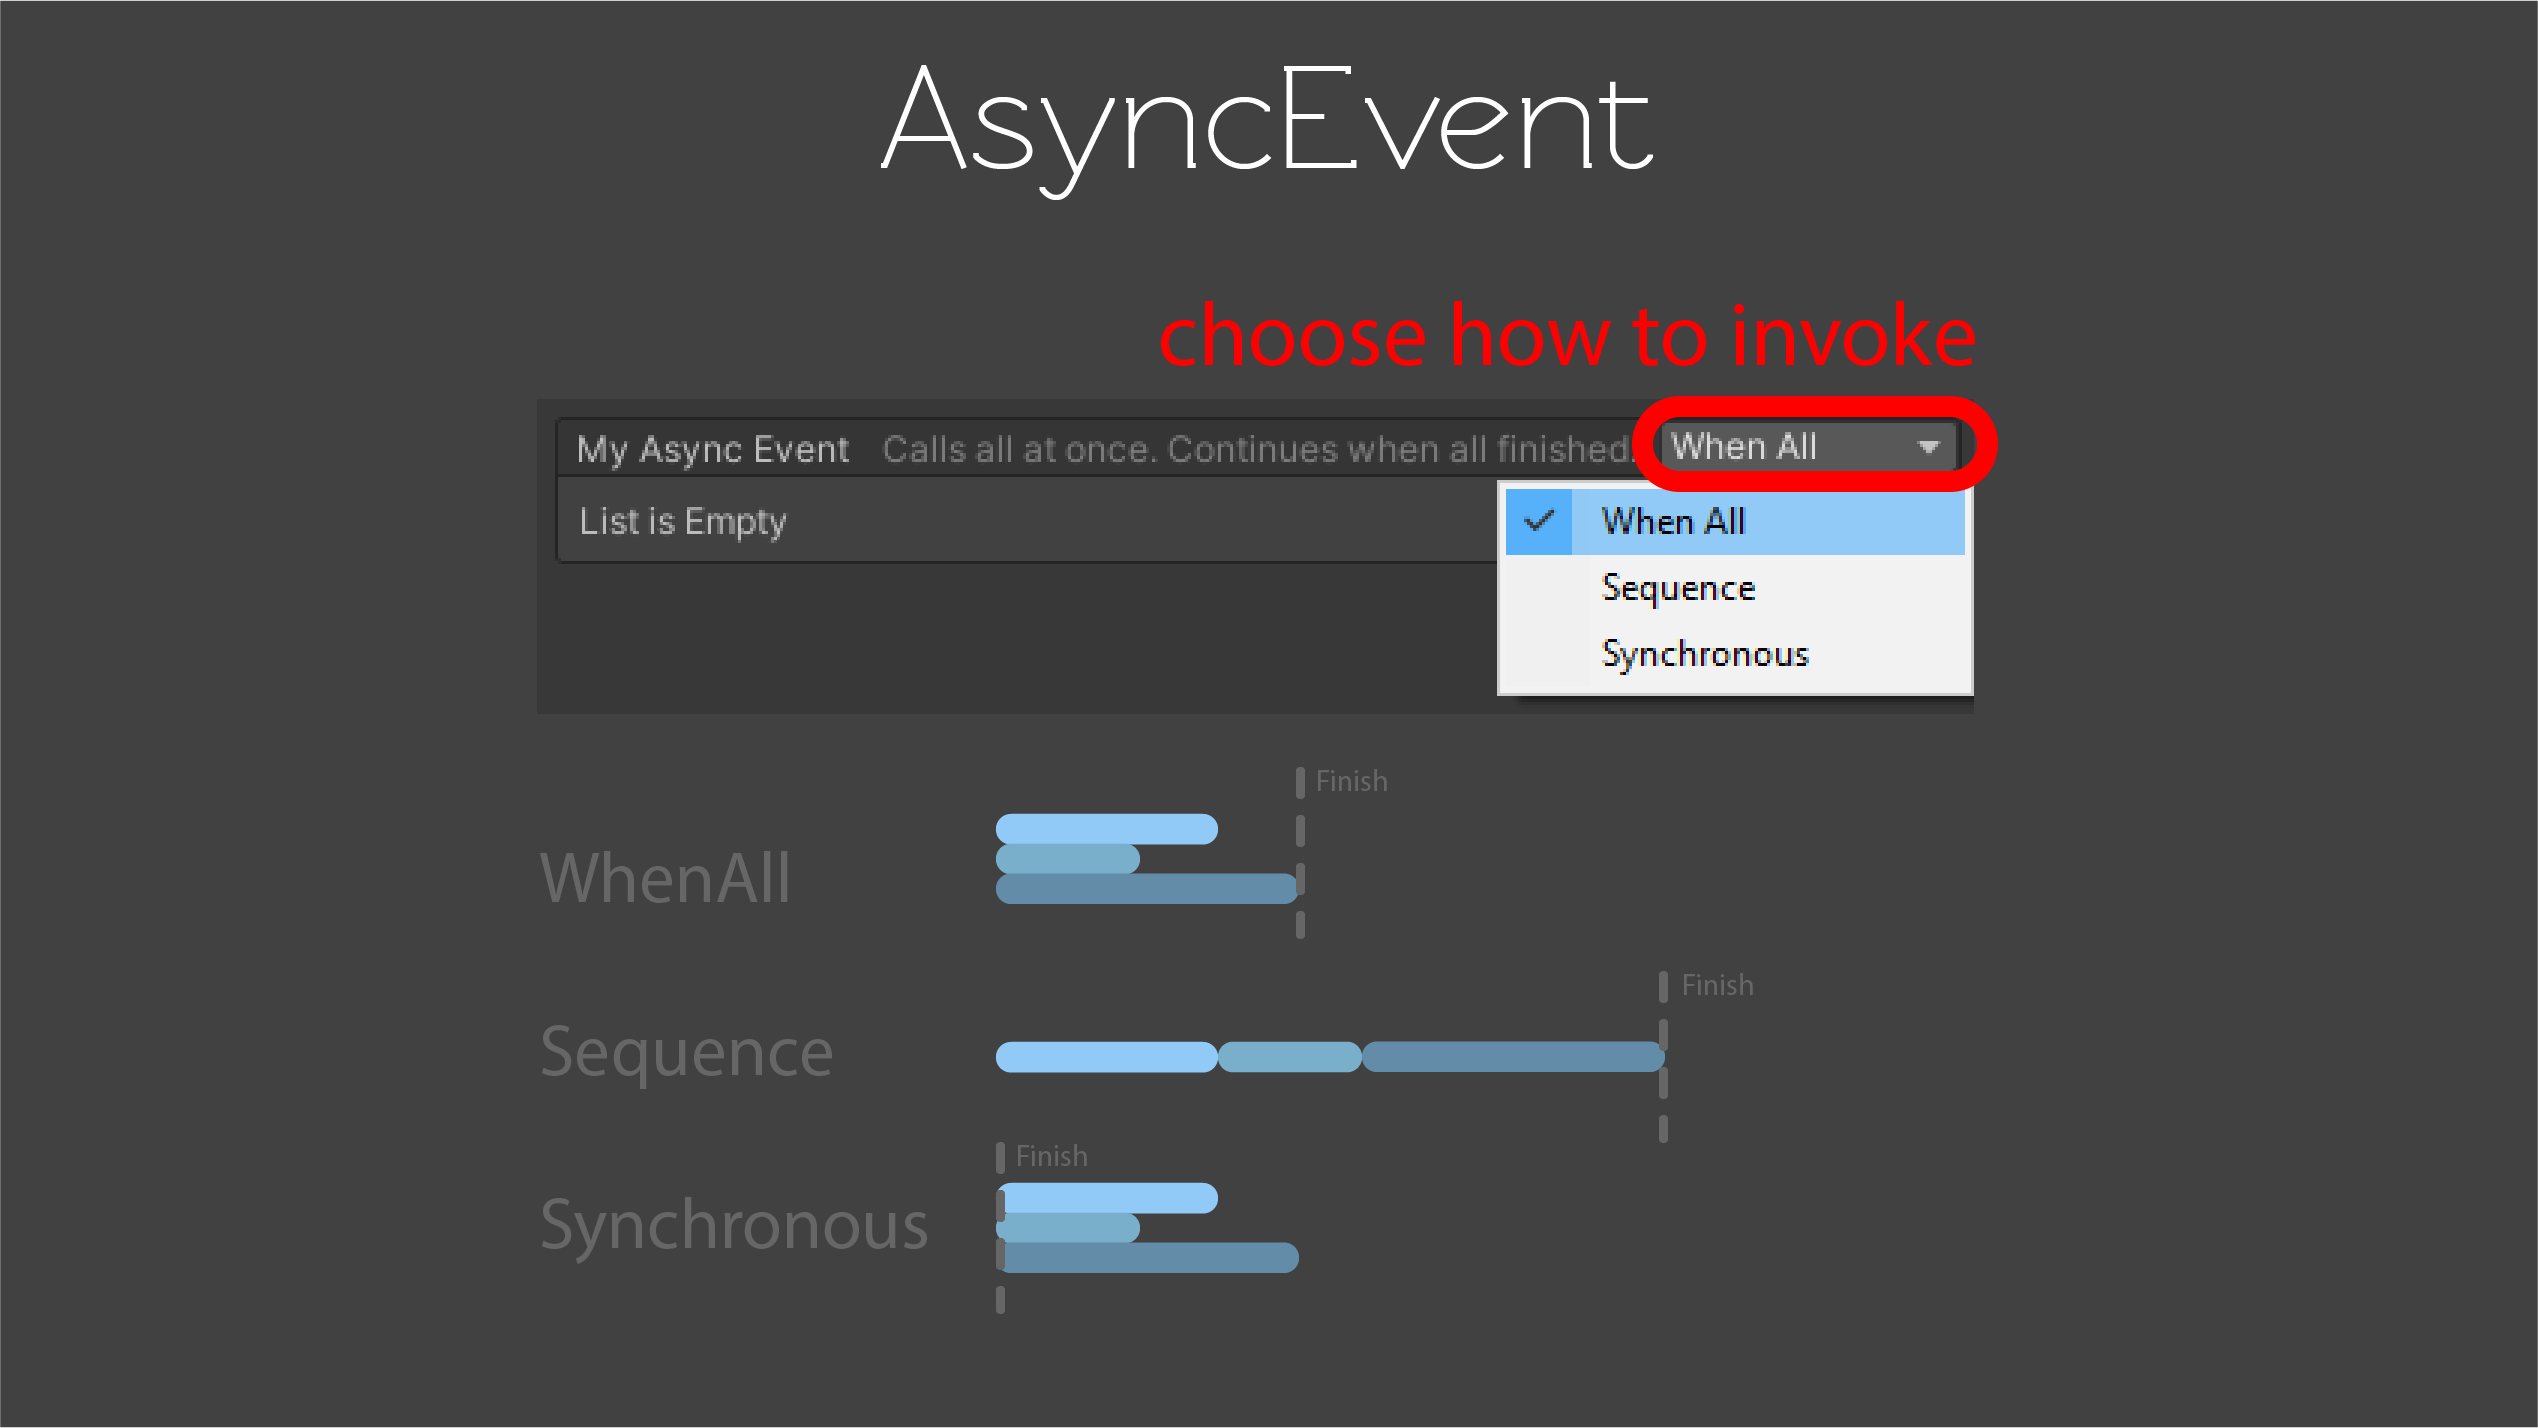 AsyncEvent
choose how to invoke
My Async Event Calls all at once. Continues when all finished. When All
List is Empty
When All
Sequence
Synchronous
Finish
WhenAll
Finish
Sequence
Finish
Synchronous